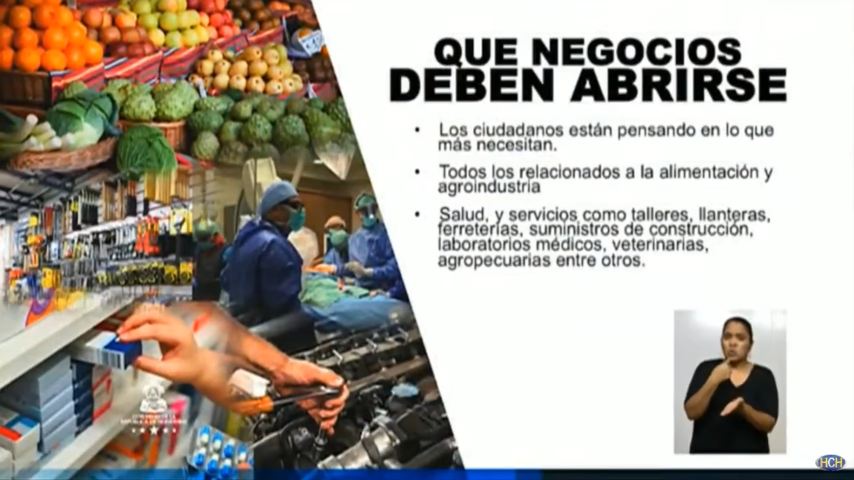 QUE NEGOCIOS
DEBEN ABRIRSE
• Los ciudadanos están pensando en lo que
más necesitan.
• Todos los relacionados a la alimentación y
agroindustria
• Salud, y servicios como talleres, llanteras,
ferreterías, suministros de construcción,
laboratorios médicos, veterinarias,
agropecuarias entre otros.
HCH